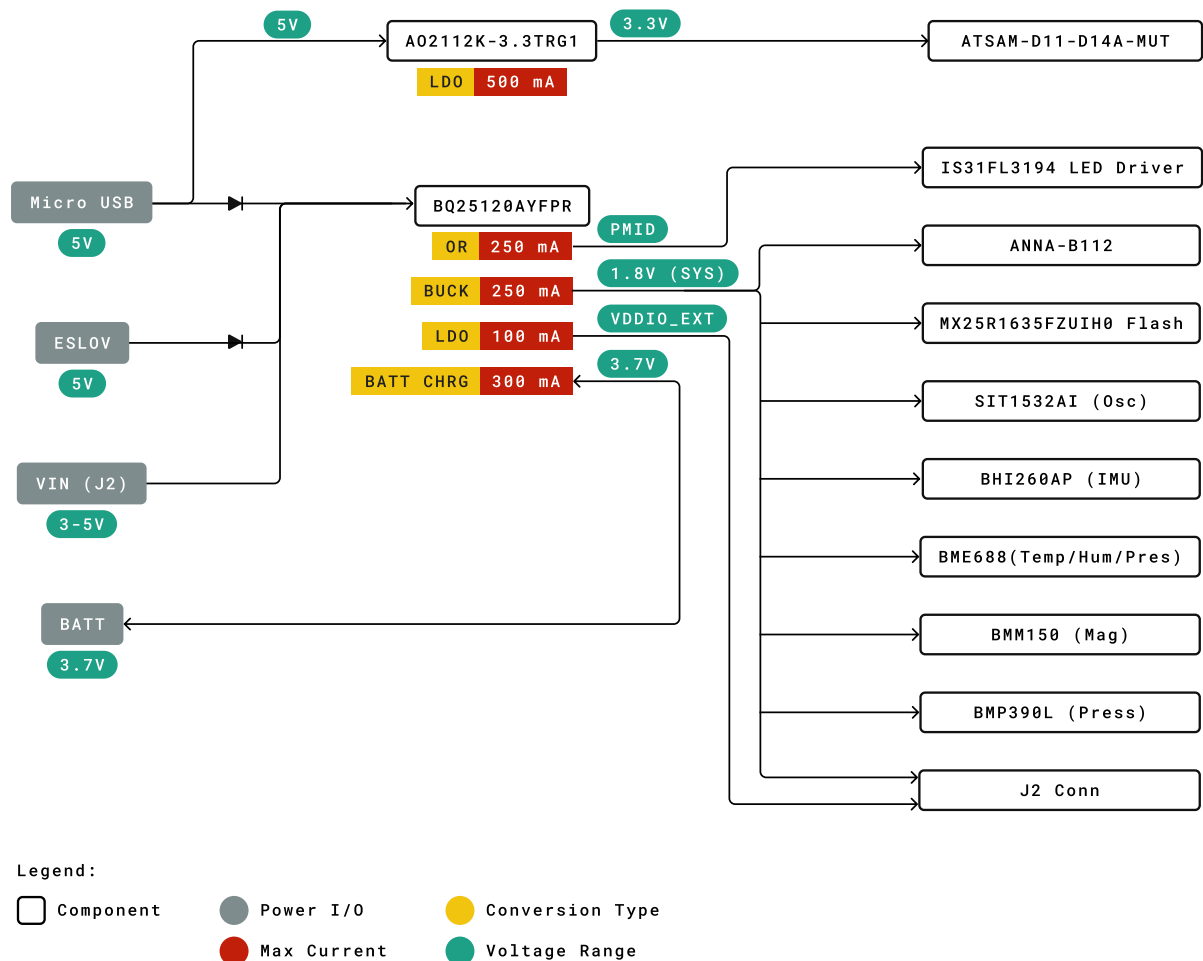 5V
3.3V
AO2112K-3.3TRG1
ATSAM-D11-D14A-MUT
LDO 500 mA
IS31FL3194 LED Driver
Micro USB
BQ25120AYFPR
5V
PMID
OR 250 mA
ANNA-B112
1.8V (SYS)
BUCK 250 mA
VDDIO_EXT
MX25R1635FZUIH0 Flash
ESLOV
LDO 100 mA
3.7V
5V
BATT CHRG 300 mA
SIT1532AI (Osc)
VIN (J2)
BHI260AP (IMU)
3-5V
BME688(Temp/Hum/Pres)
BATT
BMM150 (Mag)
3.7V
BMP390L (Press)
J2 Conn
Legend:
Component
Power I/O
Conversion Type
Max Current
Voltage Range